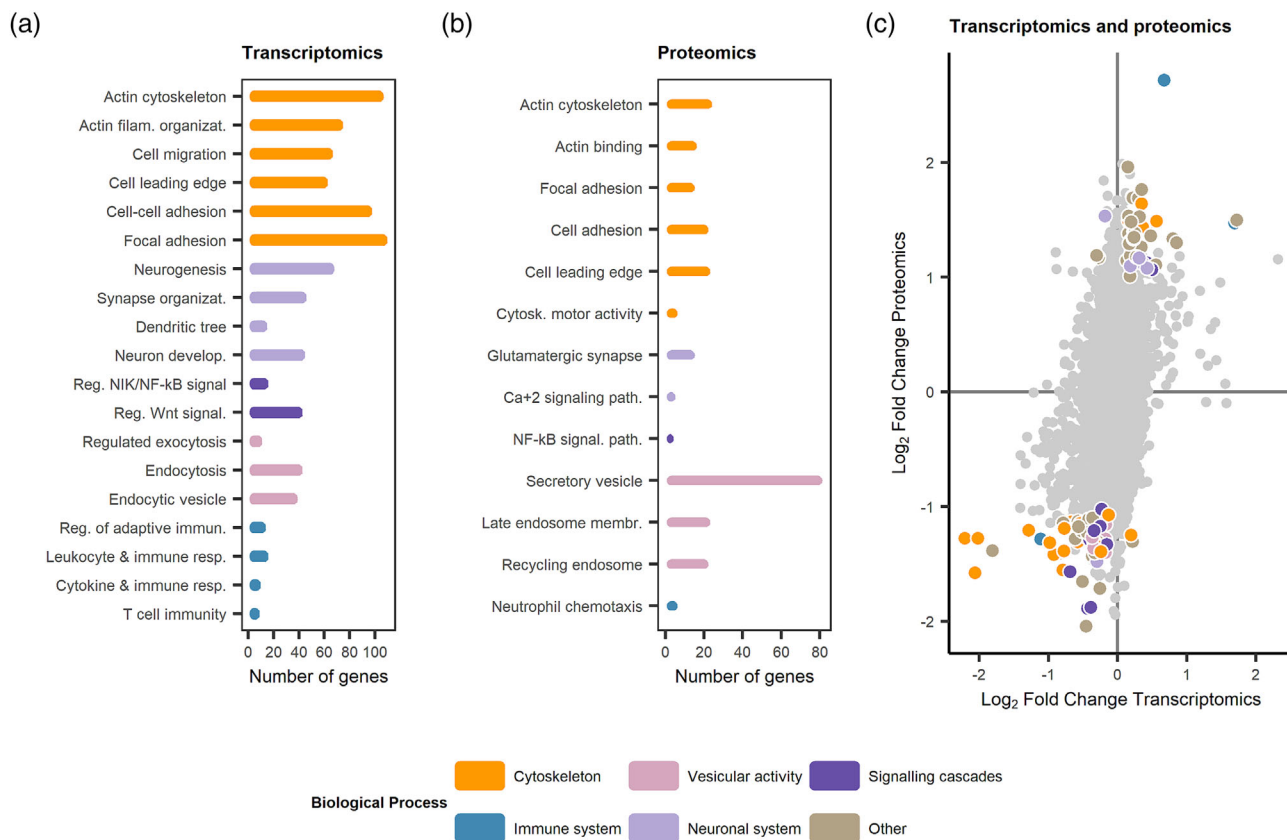 (a)
Transcriptomics
Actin cytoskeleton
Actin filam. organizat.
Cell migration
Cell leading edge
Cell-cell adhesion
Focal adhesion
Neurogenesis
Synapse organizat.
Dendritic tree
Neuron develop.
Reg. NIK/NF-kB signal
Reg. Wnt signal.
Regulated exocytosis
Endocytosis
Endocytic vesicle
Reg. of adaptive immun.
Leukocyte & immune resp.
Cytokine & immune resp.
T cell immunity
0 20 40 60 80 100
Number of genes
(b)
Proteomics
Actin cytoskeleton
Actin binding
Focal adhesion
Cell adhesion
Cell leading edge
Cytosk. motor activity
Glutamatergic synapse
Ca+2 signaling path.
NF-kB signal. path.
Secretory vesicle
Late endosome membr.
Recycling endosome
Neutrophil chemotaxis
0 20 40 60 80
Number of genes
(c)
Transcriptomics and proteomics
Log2 Fold Change Proteomics
2
1
0
-1
-2
-2 -1 0 1 2
Log2 Fold Change Transcriptomics
Biological Process
Cytoskeleton
Vesicular activity
Signalling cascades
Immune system
Neuronal system
Other